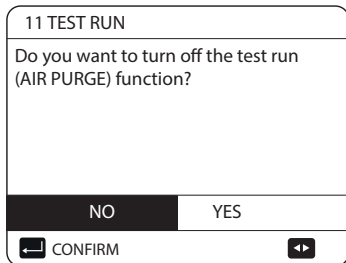 11 TEST RUN
Do you want to turn off the test run
(AIR PURGE) function?
NO YES
CONFIRM